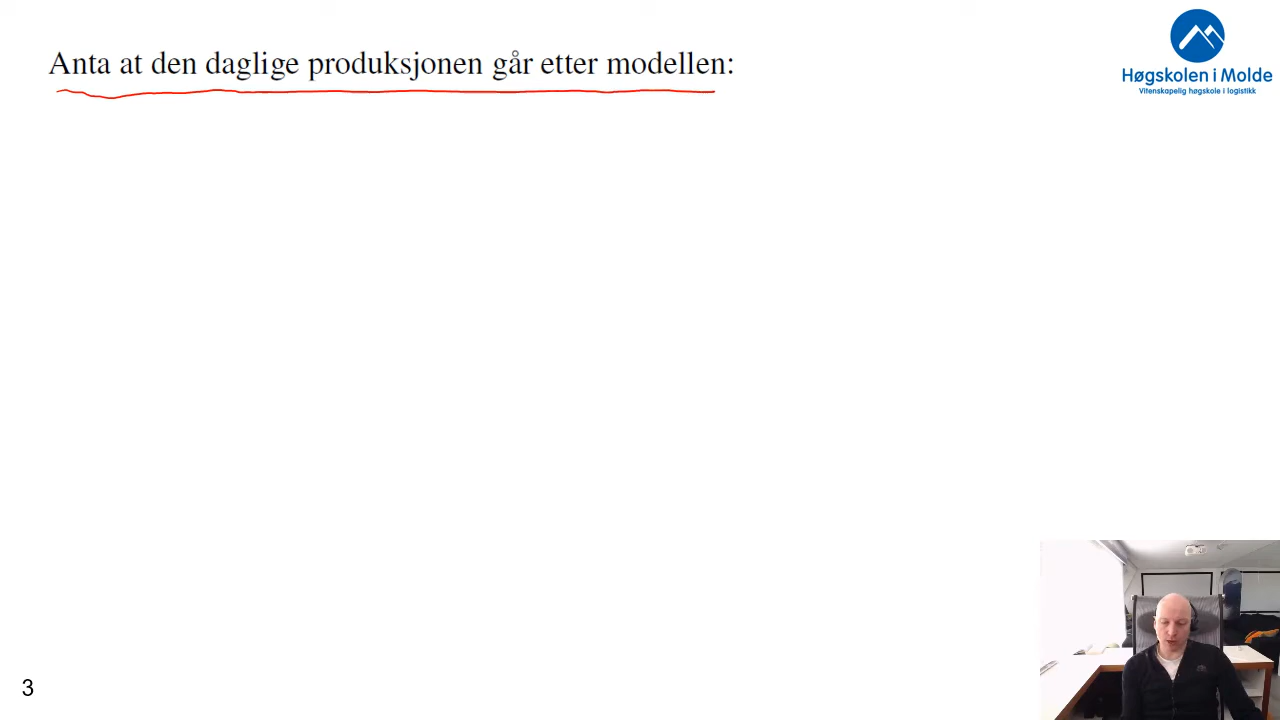 Anta at den daglige produksjonen går etter modellen:
Høgskolen i Molde
Vitenskapelig høgskole i logistikk
3